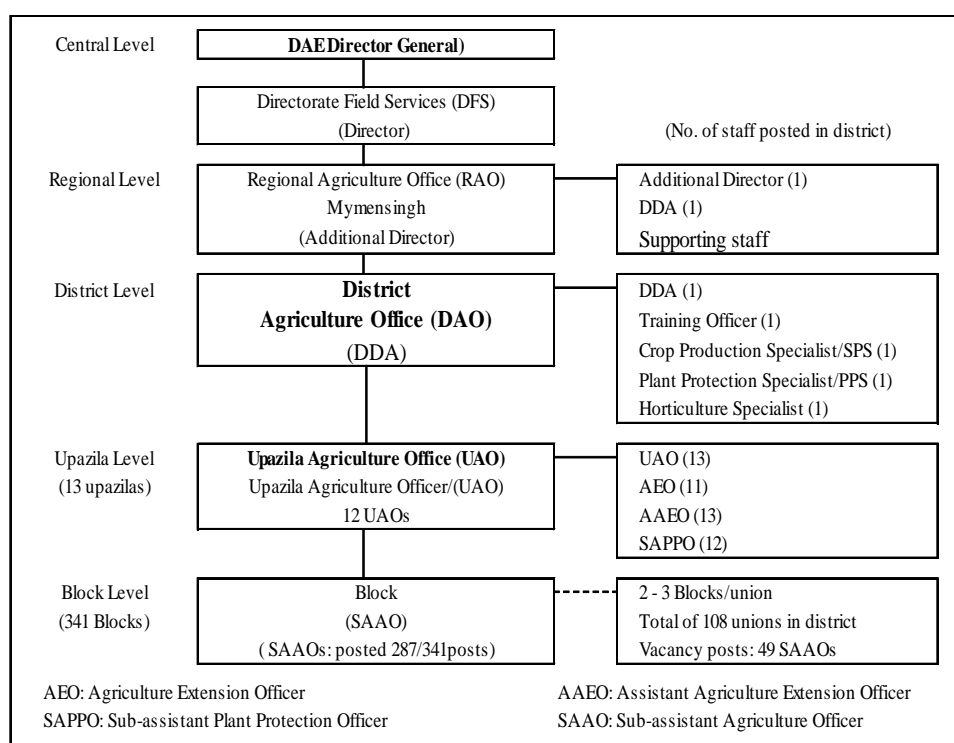 Central Level
DAEDirector General)
Directorate Field Services (DFS)
(Director)
(No. of staff posted in district)
Regional Level
Regional Agriculture Office (RAO)
Mymensingh
(Additional Director)
Additional Director (1)
DDA (1)
Supporting staff
District Level
District
Agriculture Office (DAO)
(DDA)
DDA (1)
Training Officer (1)
Crop Production Specialist/SPS (1)
Plant Protection Specialist/PPS (1)
Horticulture Specialist (1)
Upazila Level
(13 upazilas)
Upazila Agriculture Office (UAO)
Upazila Agriculture Officer/(UAO)
12 UAOs
UAO (13)
AEO (11)
AAEO (13)
SAPPO (12)
Block Level
(341 Blocks)
Block
(SAAO)
( SAAOs: posted 287/341posts)
2 - 3 Blocks/union
Total of 108 unions in district
Vacancy posts: 49 SAAOs
AEO: Agriculture Extension Officer
AAEO: Assistant Agriculture Extension Officer
SAPPO: Sub-assistant Plant Protection Officer
SAAO: Sub-assistant Agriculture Officer